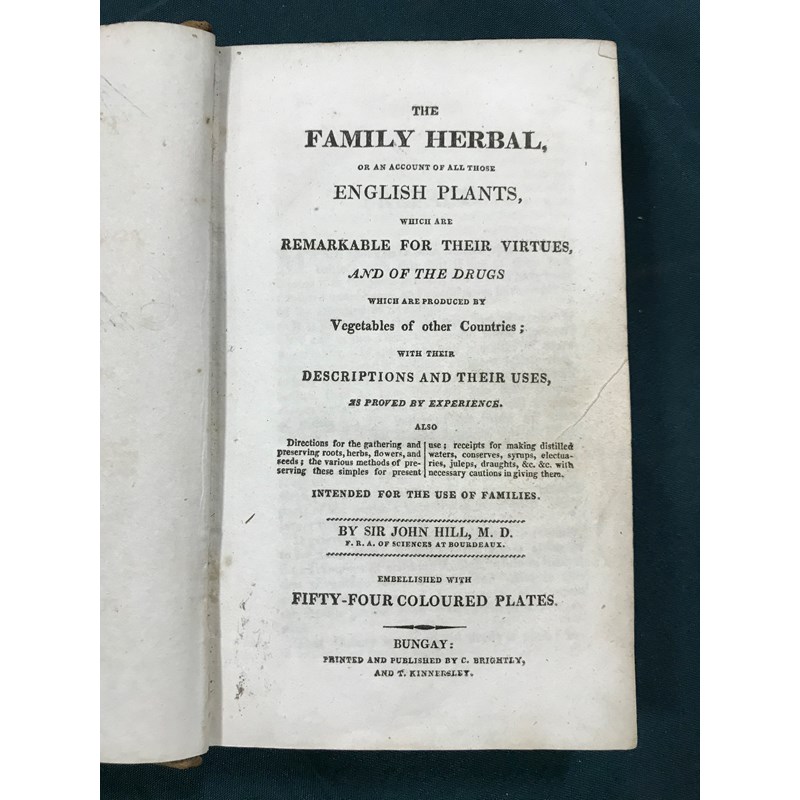 THE
FAMILY HERBAL,
OR AN ACCOUNT OF ALL THOSE
ENGLISH PLANTS,
WHICH ARE
REMARKABLE FOR THEIR VIRTUES,
AND OF THE DRUGS
WHICH ARE PRODUCED BY
Vegetables of other Countries;
WITH THEIR
DESCRIPTIONS AND THEIR USES,
AS PROVED BY EXPERIENCE.
ALSO
Directions for the gathering and
preserving roots, herbs, flowers, and
seeds; the various methods of pre-
serving these simples for present
use; receipts for making distilled
waters, conserves, syrups, electua-
ries, juleps, draughts, &c. &c. with
necessary cautions in giving them.
INTENDED FOR THE USE OF FAMILIES.
BY SIR JOHN HILL, M. D.
F. R. A. OF SCIENCES AT BOURDEAUX.
EMBELLISHED WITH
FIFTY-FOUR COLOURED PLATES.
BUNGAY:
PRINTED AND PUBLISHED BY C. BRIGHTLY,
AND T. KINNERSLEY.